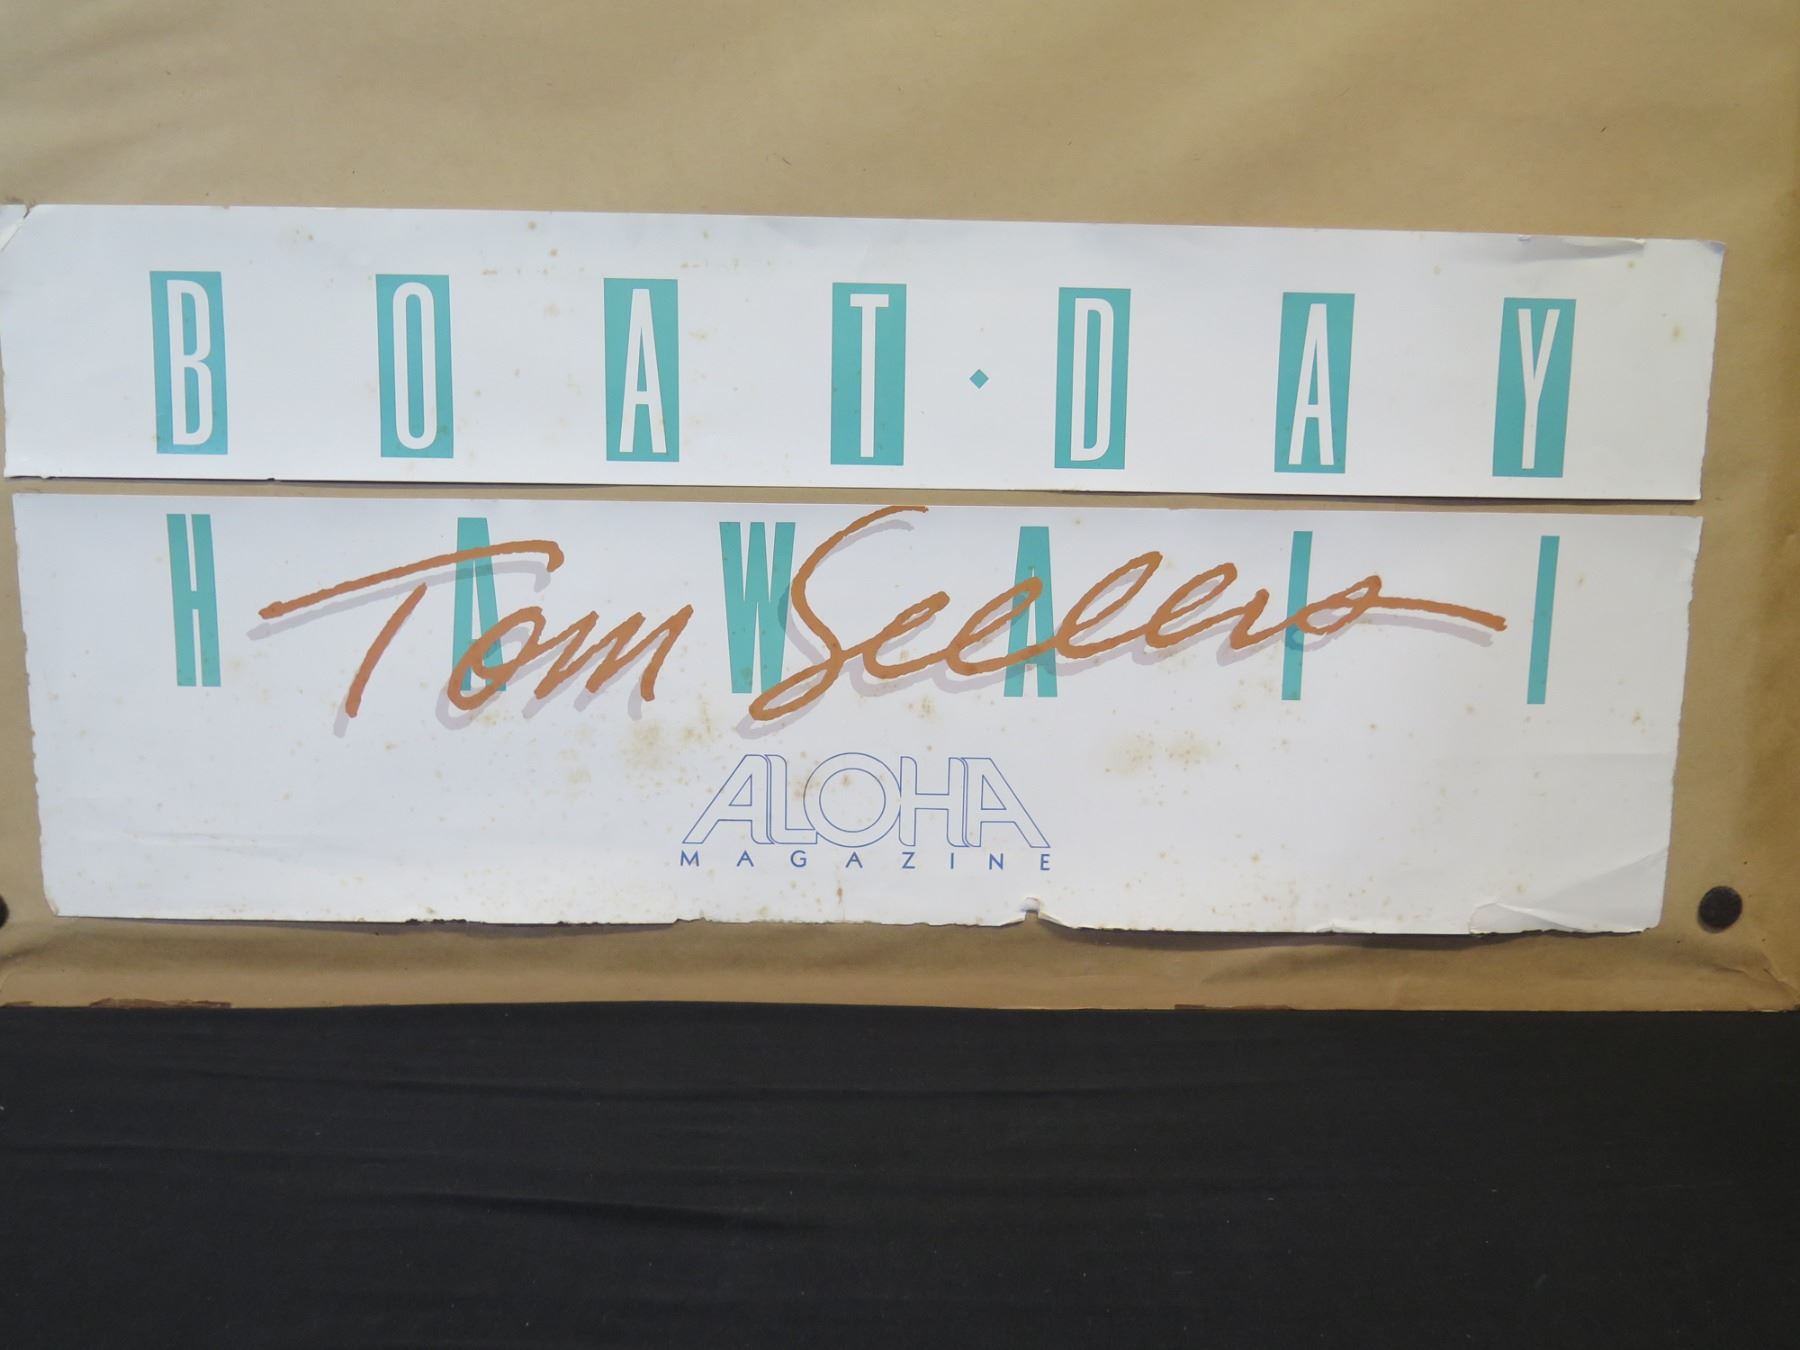 BOAT·DAY
HAWAII
Tom Sellers
ALOHA
MAGAZINE